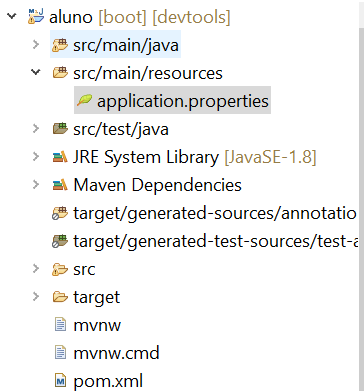 aluno [boot] [devtools]
src/main/java
src/main/resources
application.properties
src/test/java
JRE System Library [JavaSE-1.8]
Maven Dependencies
target/generated-sources/annotatio
target/generated-test-sources/test-a
src
target
mvnw
mvnw.cmd
pom.xml